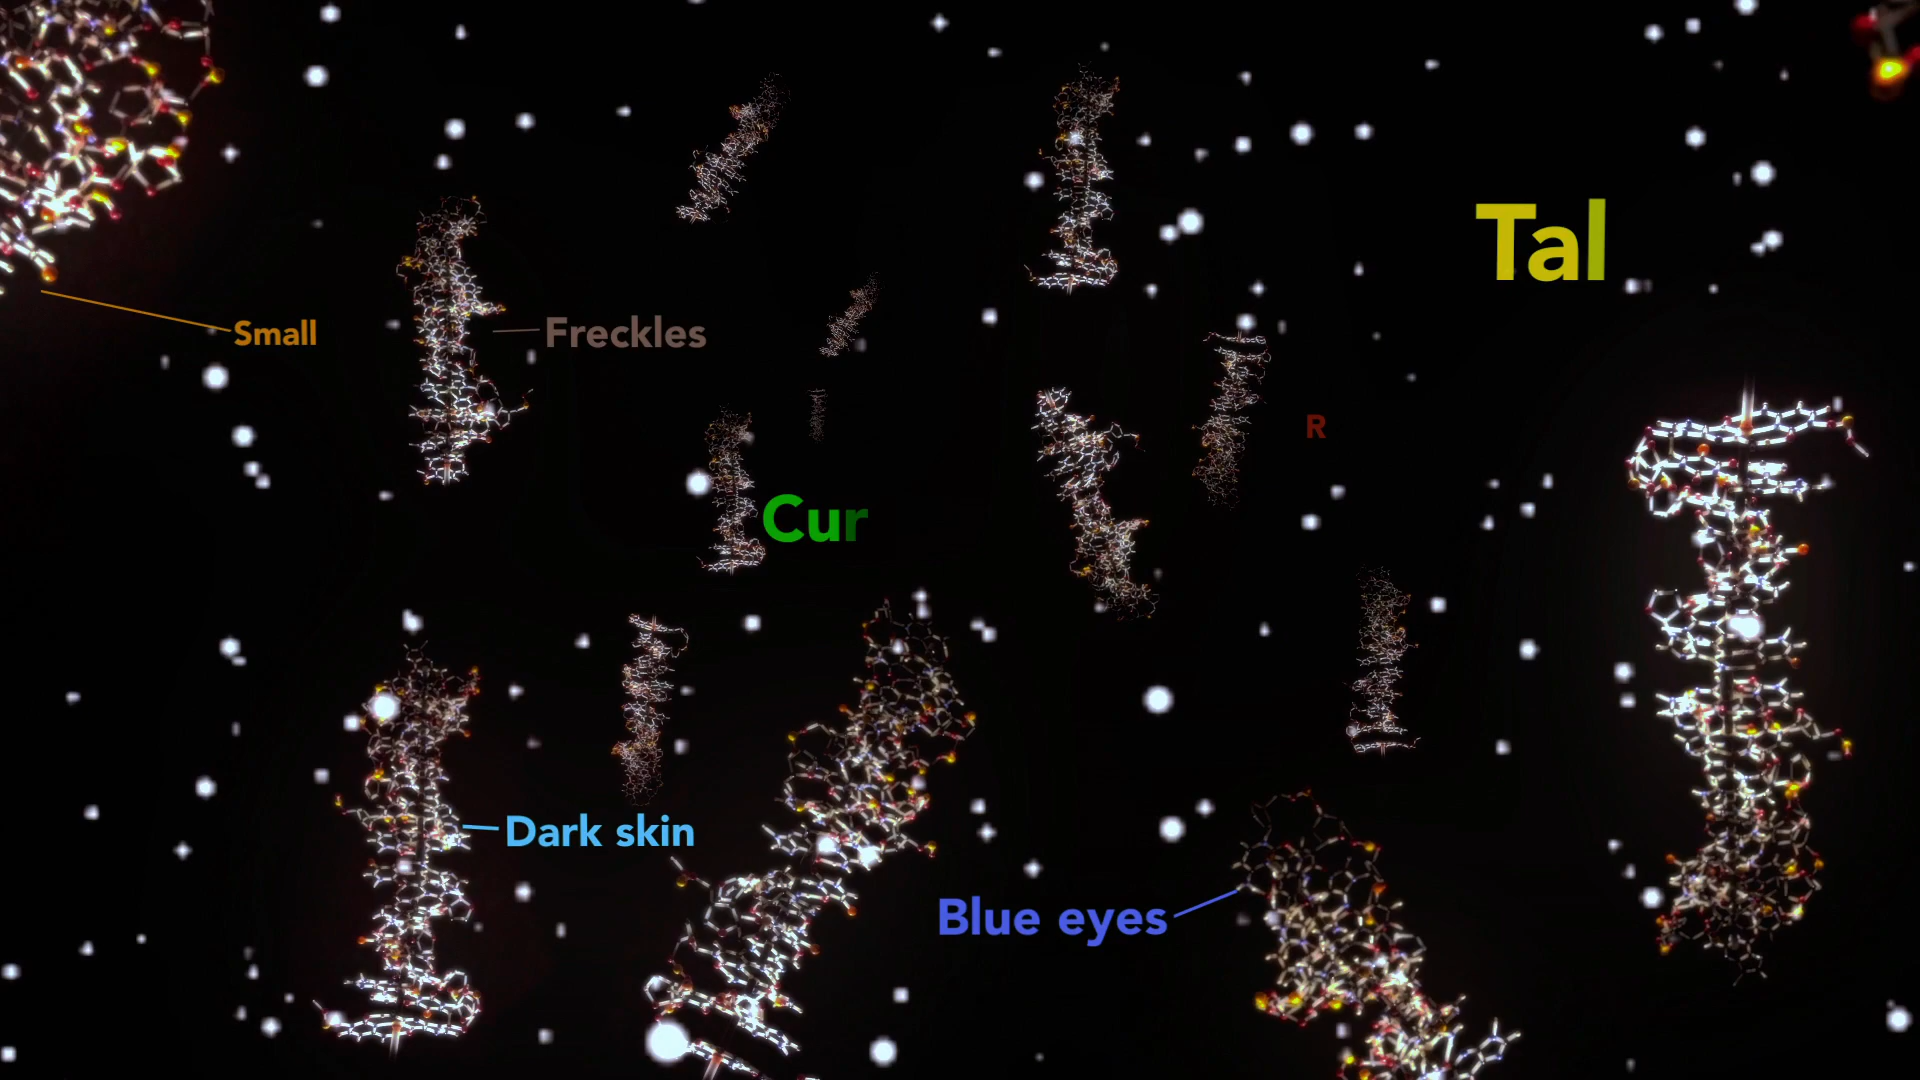 Tal
Small
Freckles
R
Cur
Dark skin
Blue eyes